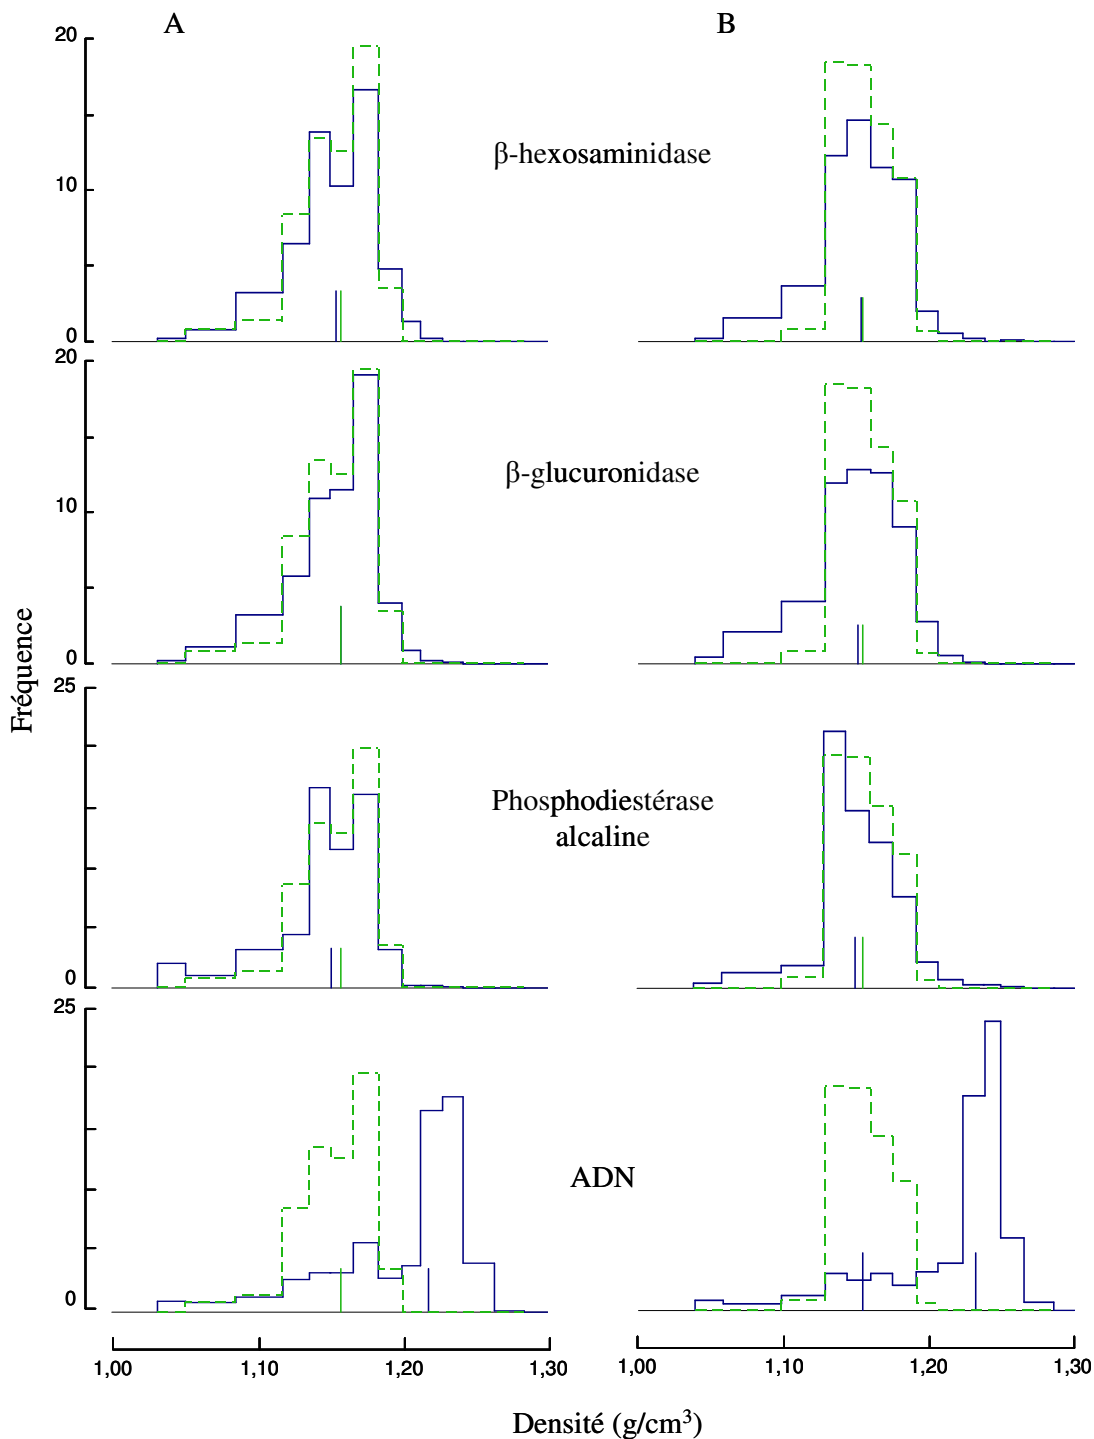 A
B
20
10
0
β-hexosaminidase
20
10
0
β-glucuronidase
Fréquence
25
0
Phosphodiestérase
alcaline
25
0
ADN
1,00 1,10 1,20 1,30
1,00 1,10 1,20 1,30
Densité (g/cm³)